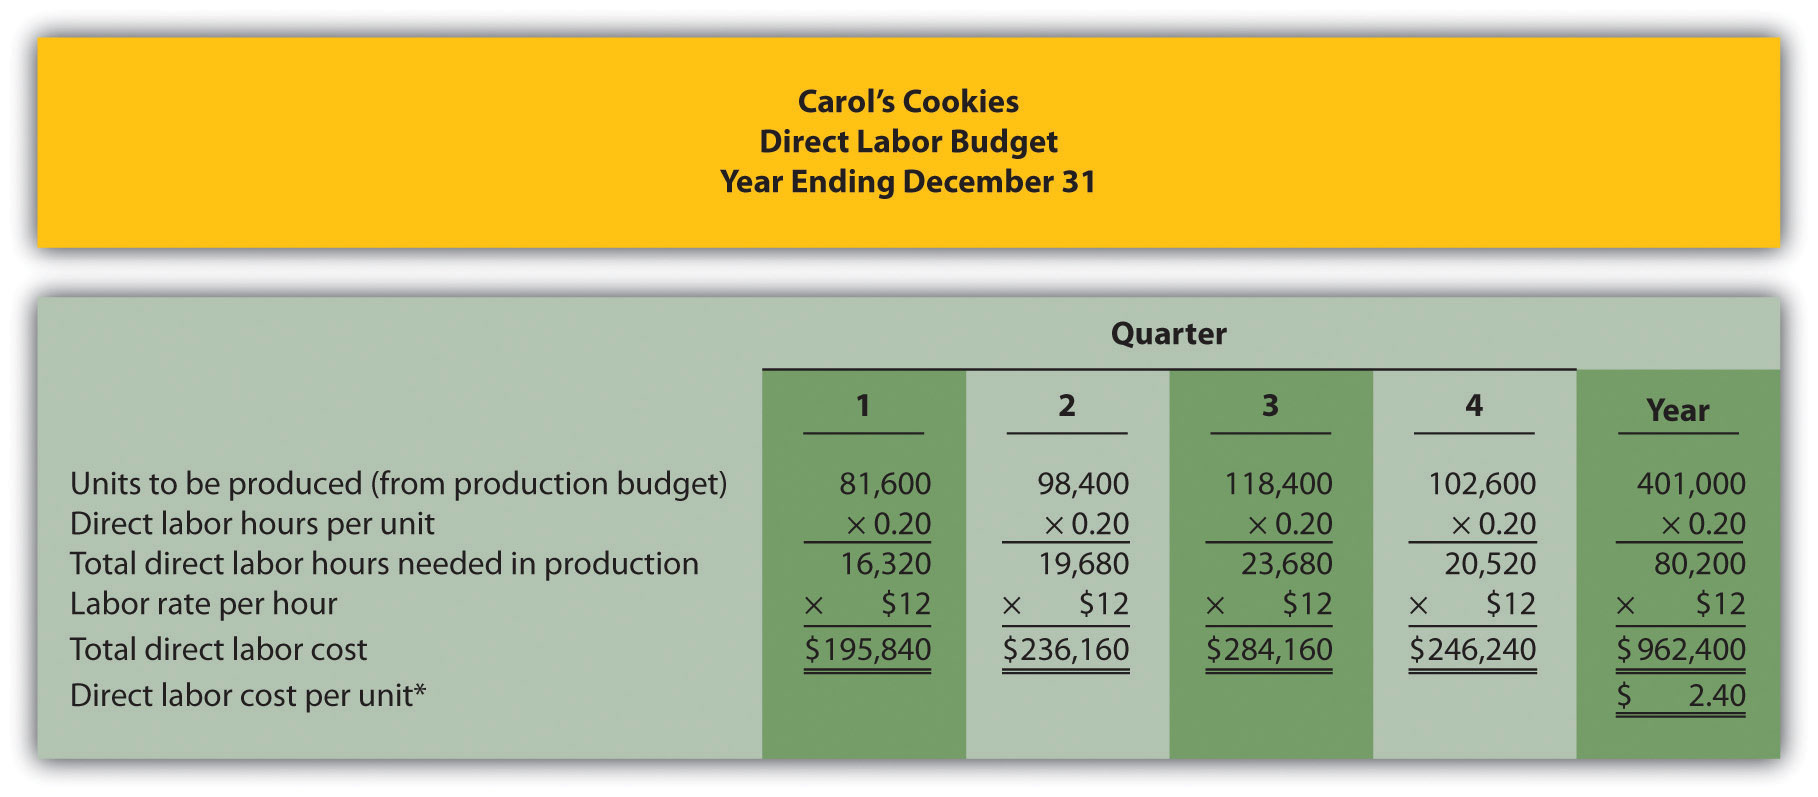 Carol’s Cookies
Direct Labor Budget
Year Ending December 31
Quarter
1 2 3 4 Year
Units to be produced (from production budget) 81,600 98,400 118,400 102,600 401,000
Direct labor hours per unit × 0.20 × 0.20 × 0.20 × 0.20 × 0.20
Total direct labor hours needed in production 16,320 19,680 23,680 20,520 80,200
Labor rate per hour × $12 × $12 × $12 × $12 × $12
Total direct labor cost $195,840 $236,160 $284,160 $246,240 $962,400
Direct labor cost per unit* $ 2.40